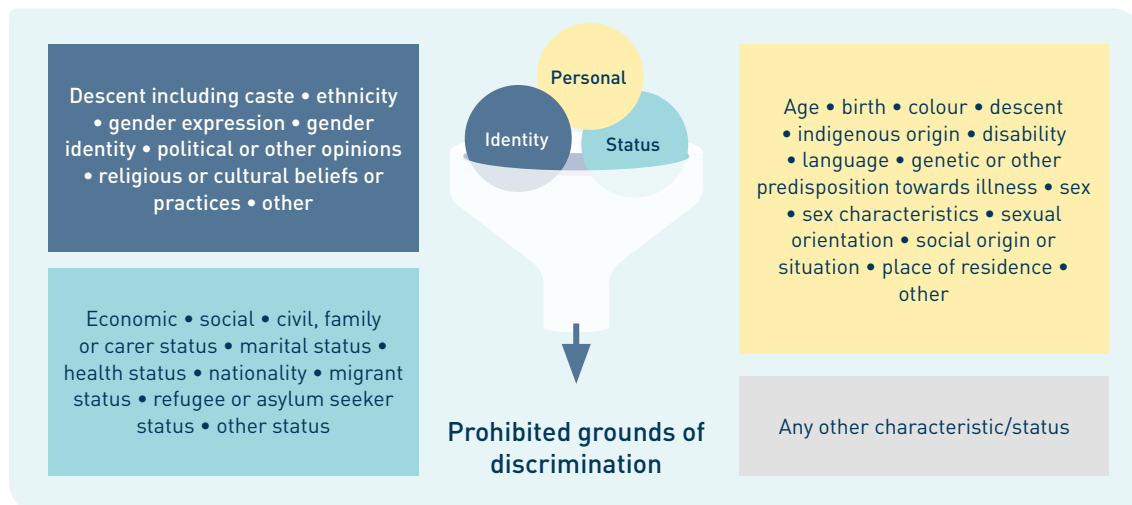 Descent including caste • ethnicity
• gender expression • gender
identity • political or other opinions
• religious or cultural beliefs or
practices • other
Economic • social • civil, family
or carer status • marital status •
health status • nationality • migrant
status • refugee or asylum seeker
status • other status
Personal
Identity
Status
Prohibited grounds of
discrimination
Age • birth • colour • descent
• indigenous origin • disability
• language • genetic or other
predisposition towards illness • sex
• sex characteristics • sexual
orientation • social origin or
situation • place of residence •
other
Any other characteristic/status